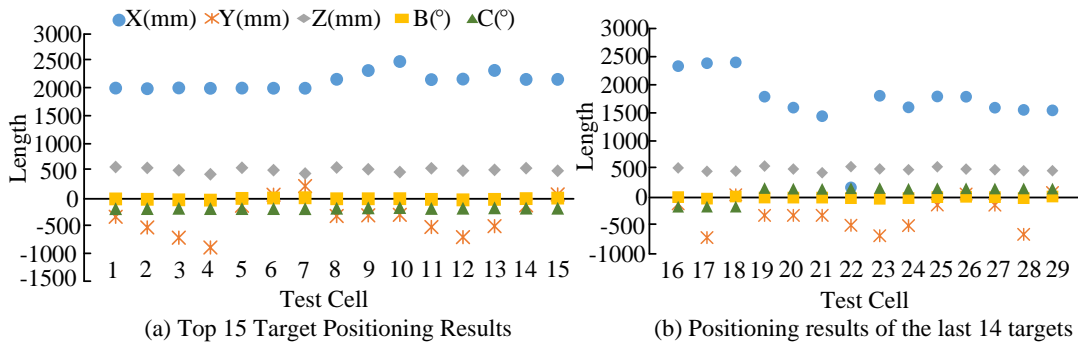 X(mm) Y(mm) Z(mm) B(°) C(°)
3000
2500
2000
1500
1000
500
0
-500
-1000
-1500
Length
1 2 3 4 5 6 7 8 9 10 11 12 13 14 15
Test Cell
(a) Top 15 Target Positioning Results
3000
2500
2000
1500
1000
500
0
-500
-1000
Length
16 17 18 19 20 21 22 23 24 25 26 27 28 29
Test Cell
(b) Positioning results of the last 14 targets